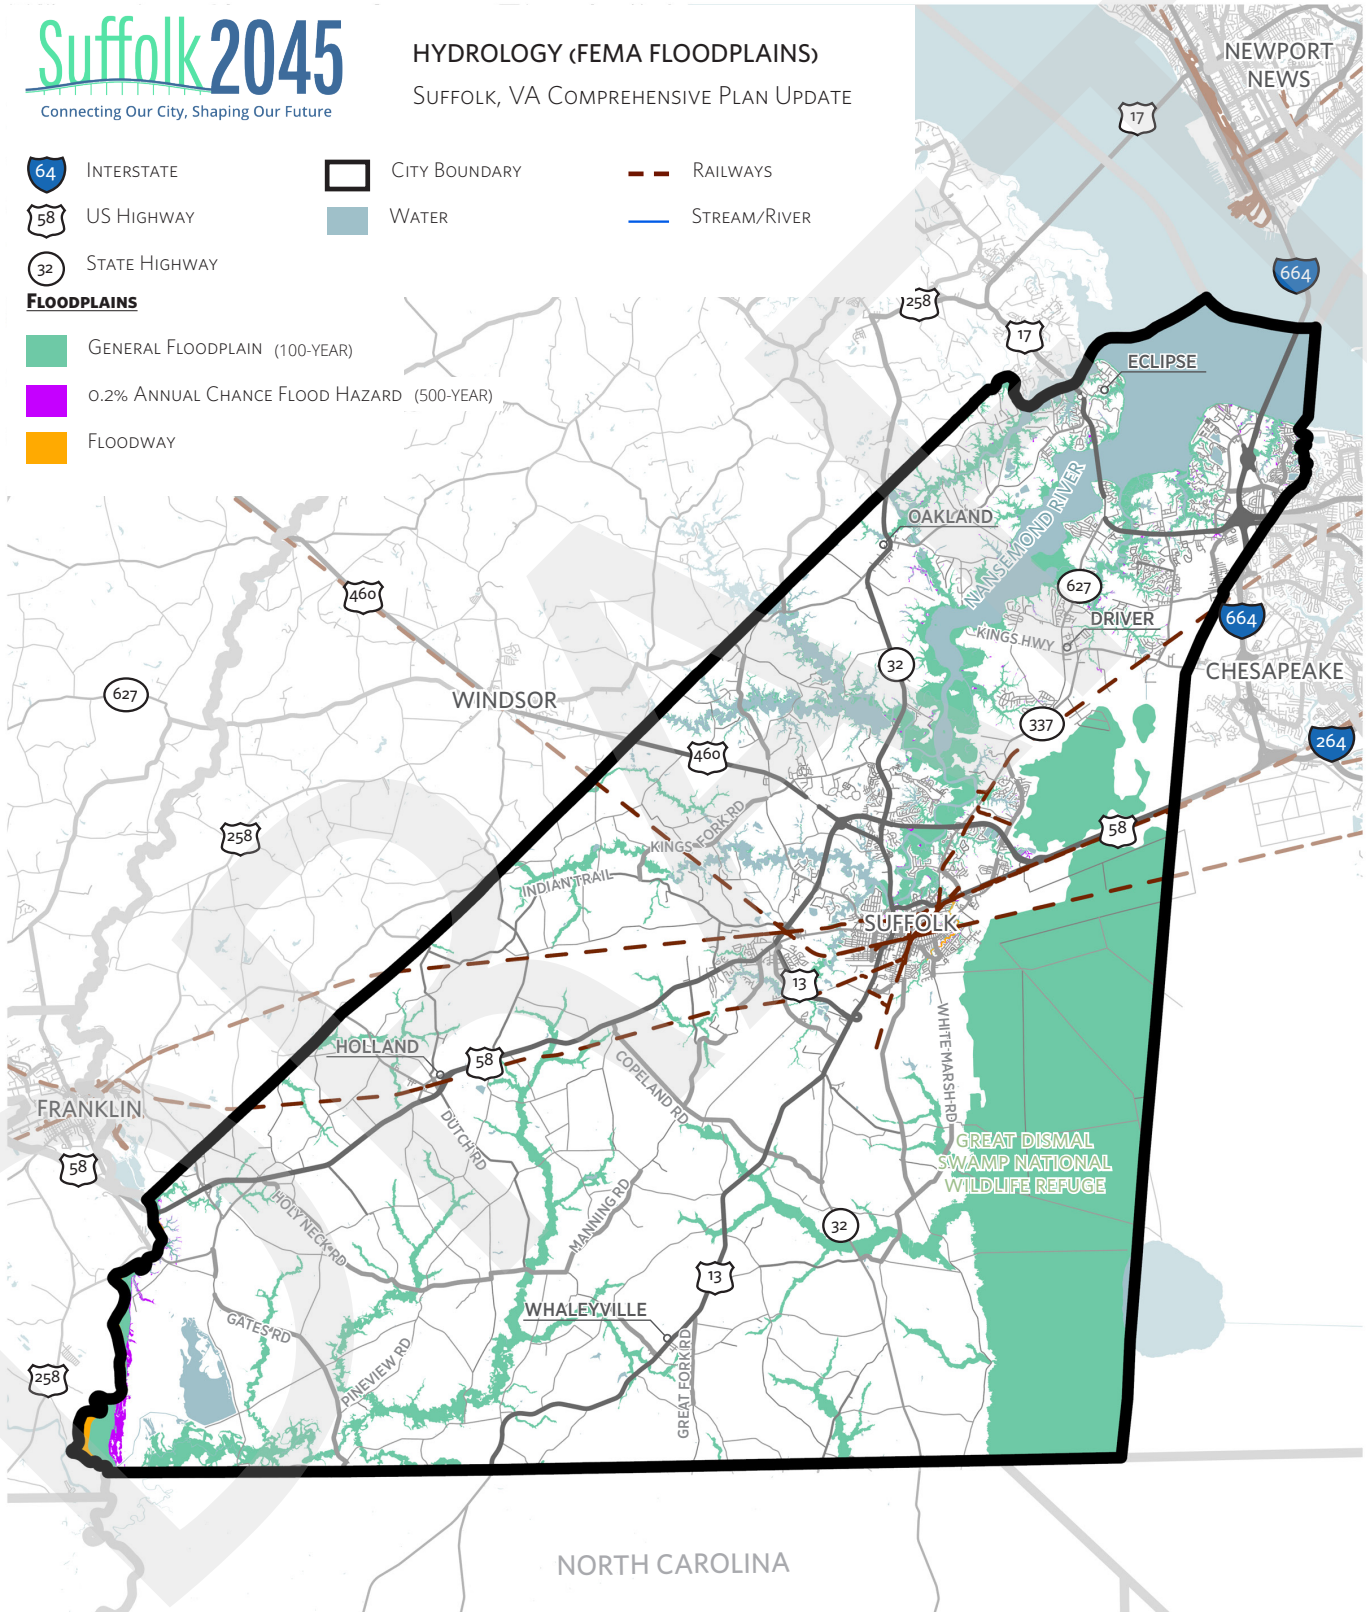 Suffolk 2045
Connecting Our City, Shaping Our Future
HYDROLOGY (FEMA FLOODPLAINS)
SUFFOLK, VA COMPREHENSIVE PLAN UPDATE
64 INTERSTATE
58 US HIGHWAY
32 STATE HIGHWAY
CITY BOUNDARY
WATER
RAILWAYS
STREAM/RIVER
FLOODPLAINS
GENERAL FLOODPLAIN (100-YEAR)
0.2% ANNUAL CHANCE FLOOD HAZARD (500-YEAR)
FLOODWAY
NEWPORT
NEWS
17
664
258
17
ECLIPSE
OAKLAND
NANSEMOND RIVER
460
627
664
DRIVER
KINGS HWY
32
CHESAPEAKE
627
WINDSOR
337
264
460
258
58
KINGS FORK RD
INDIAN TRAIL
SUFFOLK
13
WHITE MARSH RD
HOLLAND
58
COPELAND RD
FRANKLIN
DUTCH RD
GREAT DISMAL
SWAMP NATIONAL
WILDLIFE REFUGE
58
HOLY NECK RD
MANNING RD
32
13
WHALEYVILLE
GATES RD
PINEVIEW RD
GREAT FORK RD
258
NORTH CAROLINA